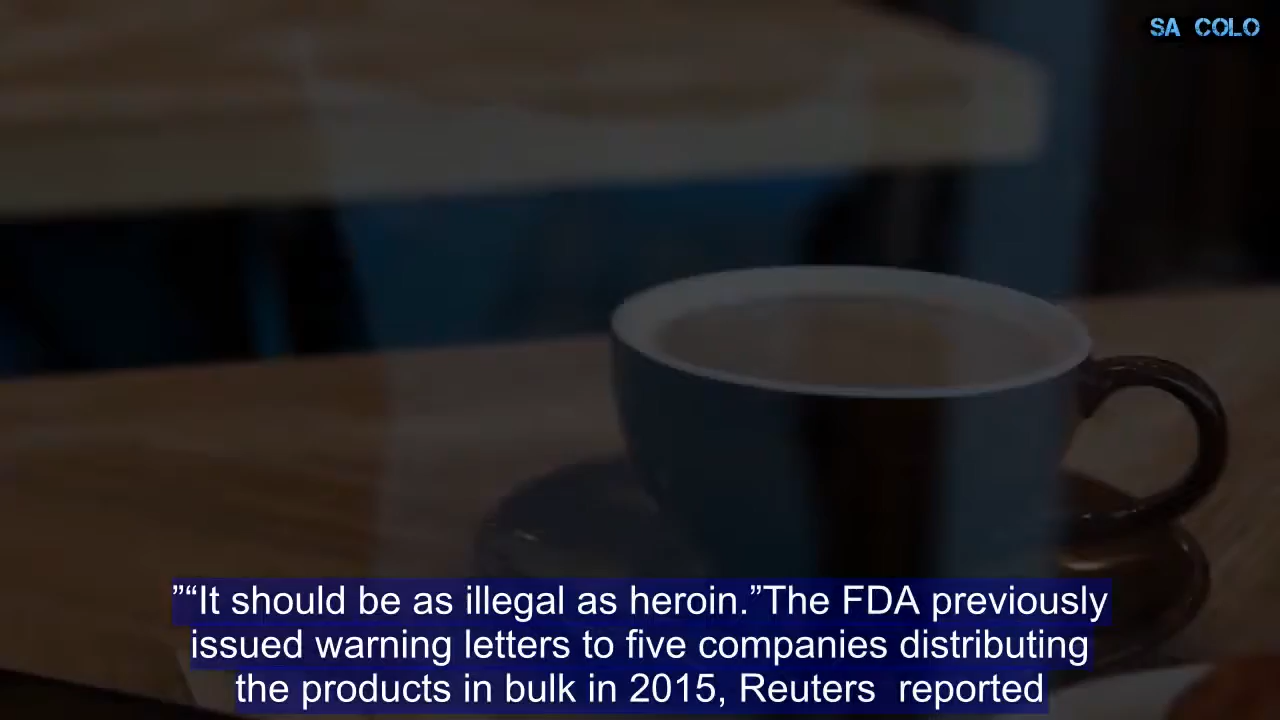 SA COLO
”“It should be as illegal as heroin.”The FDA previously
issued warning letters to five companies distributing
the products in bulk in 2015, Reuters  reported